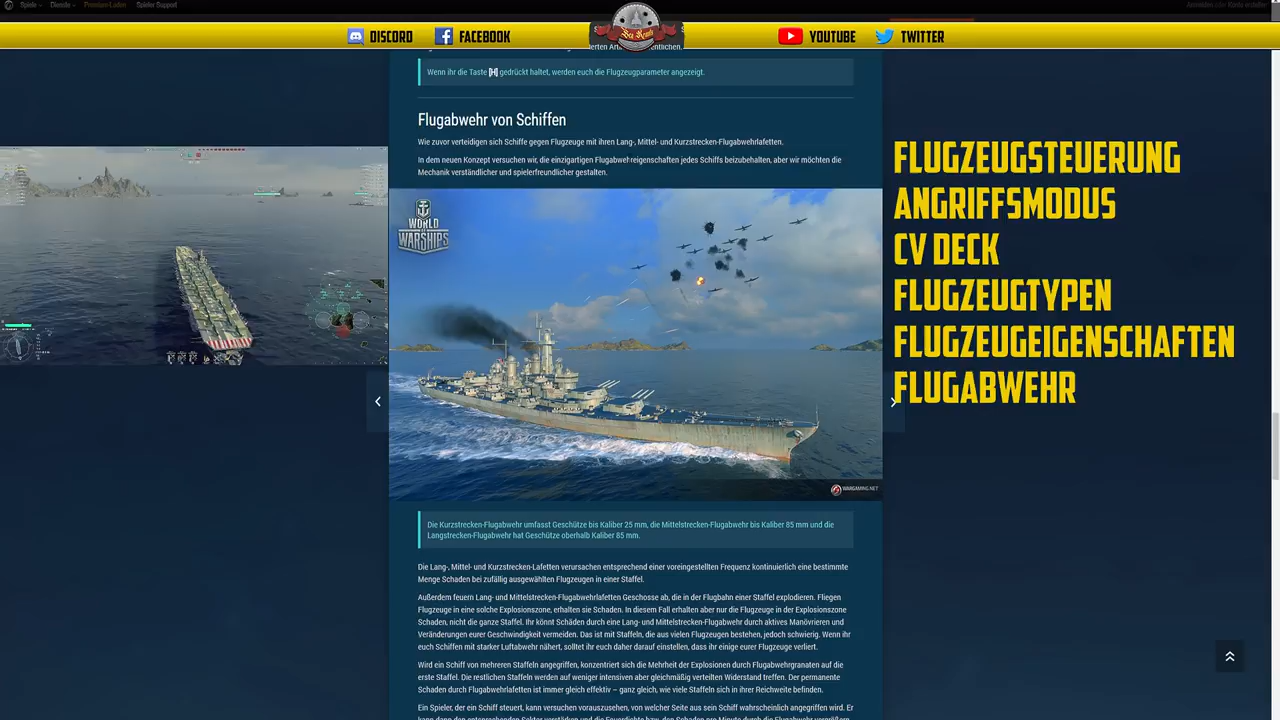 Spiele
Dienste
Premium-Laden
Spieler Support
DISCORD
FACEBOOK
YOUTUBE
TWITTER
Wenn ihr die Taste [H] gedrückt haltet, werden euch die Flugzeugparameter angezeigt.
Flugabwehr von Schiffen
Wie zuvor verteidigen sich Schiffe gegen Flugzeuge mit ihren Lang-, Mittel- und Kurzstrecken-Flugabwehrlafetten.
In dem neuen Konzept versuchen wir, die einzigartigen Flugabwehreigenschaften jedes Schiffs beizubehalten, aber wir möchten die
Mechanik verständlicher und spielerfreundlicher gestalten.
WORLD
OF
WARSHIPS
WARGAMING.NET
FLUGZEUGSTEUERUNG
ANGRIFFSMODUS
CV DECK
FLUGZEUGTYPEN
FLUGZEUGEIGENSCHAFTEN
FLUGABWEHR
Die Kurzstrecken-Flugabwehr umfasst Geschütze bis Kaliber 25 mm, die Mittelstrecken-Flugabwehr bis Kaliber 85 mm und die
Langstrecken-Flugabwehr hat Geschütze oberhalb Kaliber 85 mm.
Die Lang-, Mittel- und Kurzstrecken-Lafetten verursachen entsprechend einer voreingestellten Frequenz kontinuierlich eine bestimmte
Menge Schaden bei zufällig ausgewählten Flugzeugen in einer Staffel.
Außerdem feuern Lang- und Mittelstrecken-Flugabwehrlafetten Geschosse ab, die in der Flugbahn einer Staffel explodieren. Fliegen
Flugzeuge in eine solche Explosionszone, erhalten sie Schaden. In diesem Fall erhalten aber nur die Flugzeuge in der Explosionszone
Schaden, nicht die ganze Staffel. Ihr könnt Schäden durch eine Lang- und Mittelstrecken-Flugabwehr durch aktives Manövrieren und
Veränderungen eurer Geschwindigkeit vermeiden. Das ist mit Staffeln, die aus vielen Flugzeugen bestehen, jedoch schwierig. Wenn ihr
euch Schiffen mit starker Luftabwehr nähert, solltet ihr euch daher darauf einstellen, dass ihr einige eurer Flugzeuge verliert.
Wird ein Schiff von mehreren Staffeln angegriffen, konzentriert sich die Mehrheit der Explosionen durch Flugabwehrgranaten auf die
erste Staffel. Die restlichen Staffeln werden auf weniger intensiven aber gleichmäßig verteilten Widerstand treffen. Der permanente
Schaden durch Flugabwehrlafetten ist immer gleich effektiv – ganz gleich, wie viele Staffeln sich in ihrer Reichweite befinden.
Ein Spieler, der ein Schiff steuert, kann versuchen vorauszusehen, von welcher Seite aus sein Schiff wahrscheinlich angegriffen wird. Er